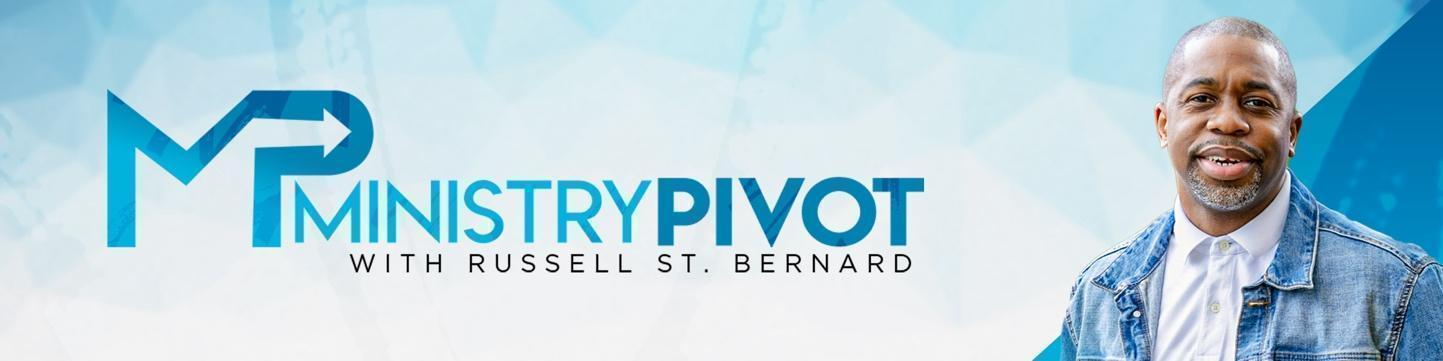 MP
MINISTRYPIVOT
WITH RUSSELL ST. BERNARD